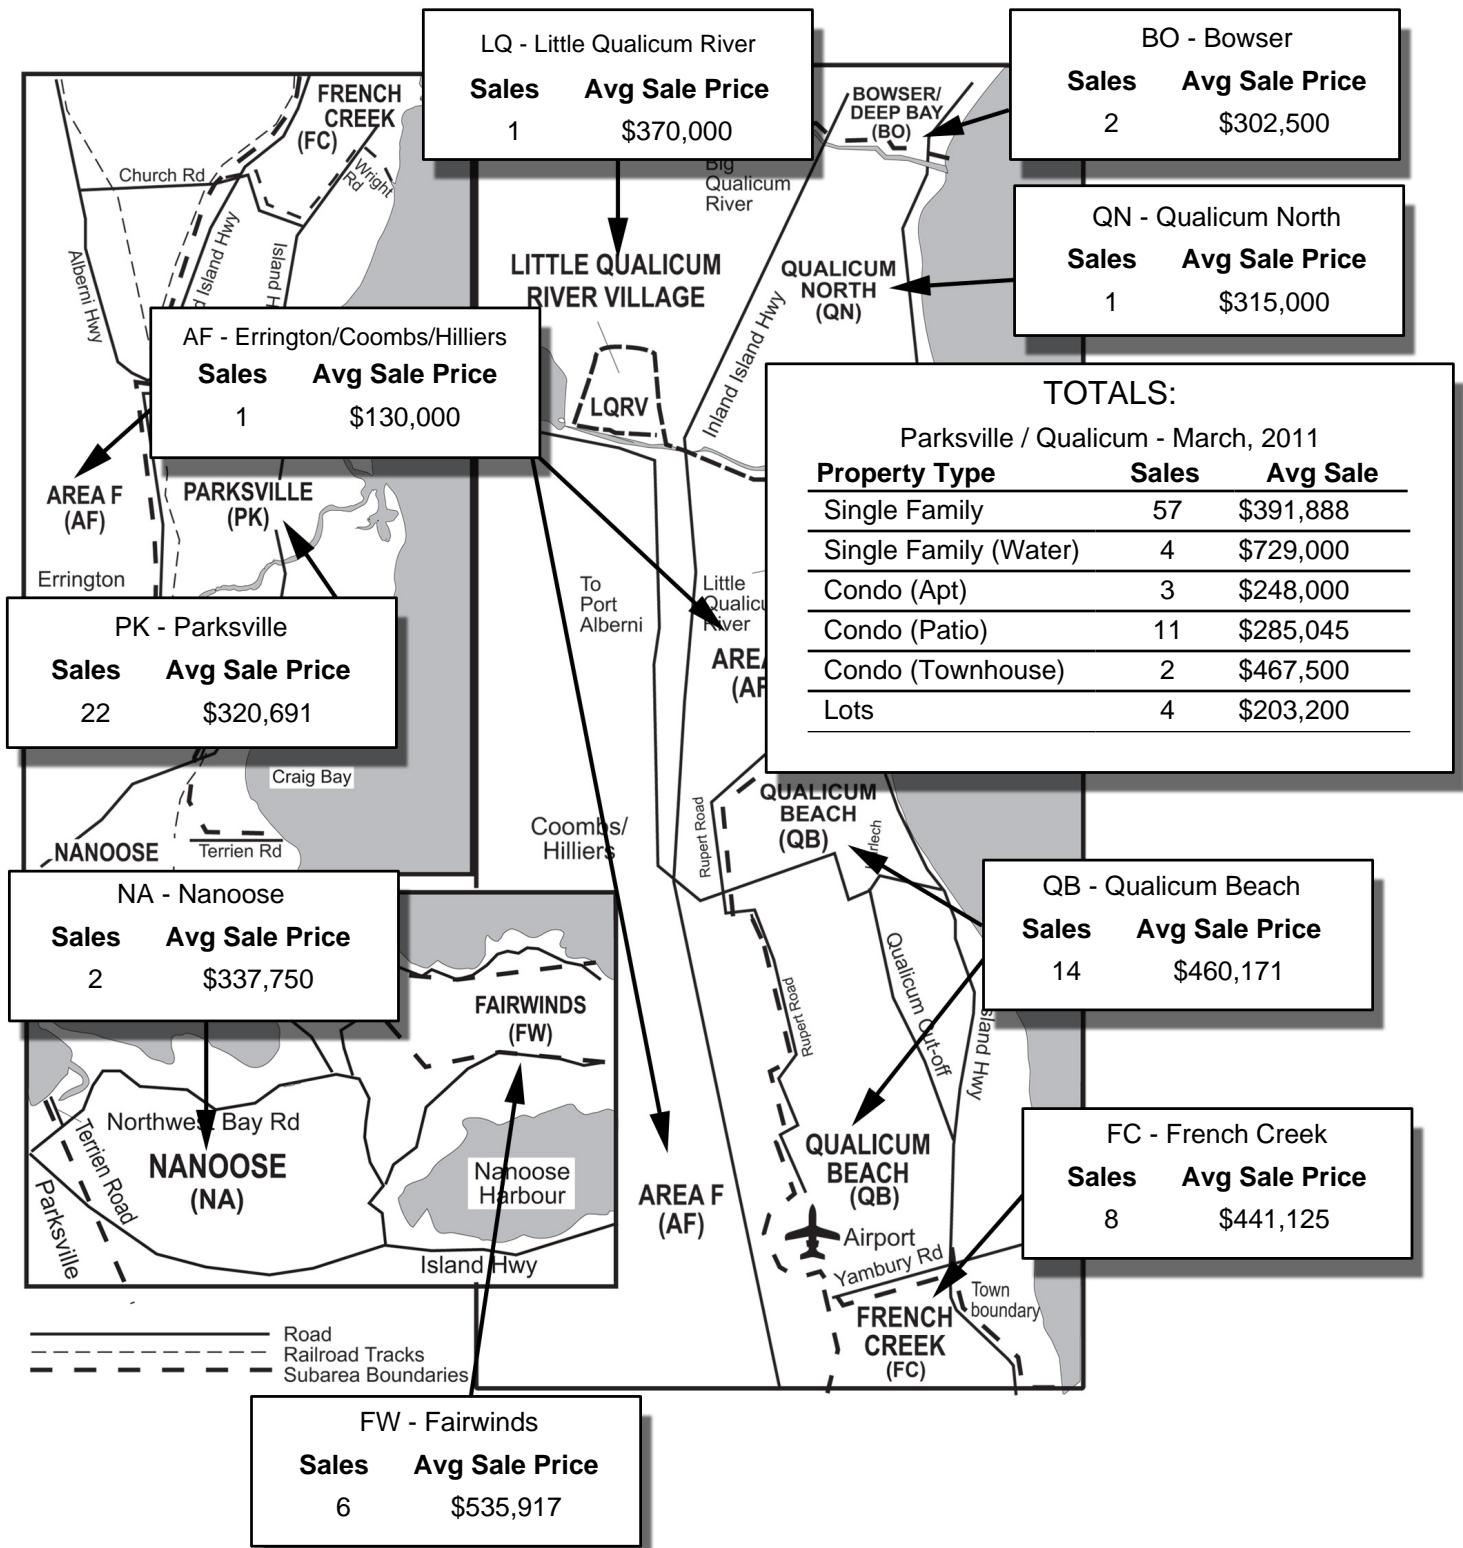 LQ - Little Qualicum River
Sales Avg Sale Price
1 $370,000
BO - Bowser
Sales Avg Sale Price
2 $302,500
QN - Qualicum North
Sales Avg Sale Price
1 $315,000
AF - Errington/Coombs/Hilliers
Sales Avg Sale Price
1 $130,000
TOTALS:
Parksville / Qualicum - March, 2011
Property Type Sales Avg Sale
Single Family 57 $391,888
Single Family (Water) 4 $729,000
Condo (Apt) 3 $248,000
Condo (Patio) 11 $285,045
Condo (Townhouse) 2 $467,500
Lots 4 $203,200
PK - Parksville
Sales Avg Sale Price
22 $320,691
NA - Nanoose
Sales Avg Sale Price
2 $337,750
QB - Qualicum Beach
Sales Avg Sale Price
14 $460,171
FC - French Creek
Sales Avg Sale Price
8 $441,125
FW - Fairwinds
Sales Avg Sale Price
6 $535,917
FRENCH
CREEK
(FC)
Church Rd
Wright
Rd
Alberni Hwy
Island Hwy
Island H
AREA F
(AF)
PARKSVILLE
(PK)
Errington
Craig Bay
Terrien Rd
NANOOSE
BOWSER/
DEEP BAY
(BO)
Big
Qualicum
River
LITTLE QUALICUM
RIVER VILLAGE
LQRV
QUALICUM
NORTH
(QN)
Inland Island Hwy
To
Port
Alberni
Little
Qualicu
River
AREA
(AF
Coombs/
Hilliers
Rupert Road
QUALICUM
BEACH
(QB)
rlech
Qualicum Cut-off
Rupert Road
sland Hwy
QUALICUM
BEACH
(QB)
AREA F
(AF)
Airport
Yambury Rd
Town
boundary
FRENCH
CREEK
(FC)
FAIRWINDS
(FW)
Northwest Bay Rd
NANOOSE
(NA)
Terrien Road
Parksville
Nanoose
Harbour
Island Hwy
Road
Railroad Tracks
Subarea Boundaries